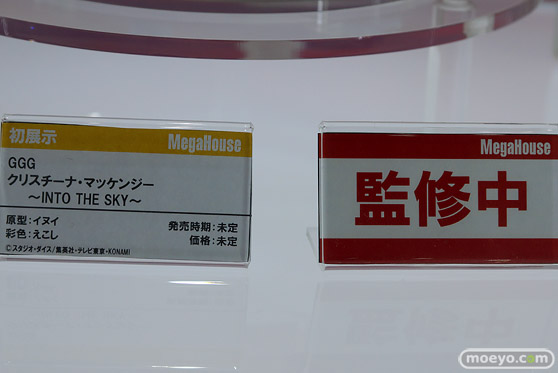 初展示 MegaHouse
GGG
クリスチーナ・マッケンジー
～INTO THE SKY～
原型：イヌイ 発売時期：未定
彩色：えこし 価格：未定
©スタジオ・ダイス/集英社・テレビ東京・KONAMI
MegaHouse
監修中
moeyo.com